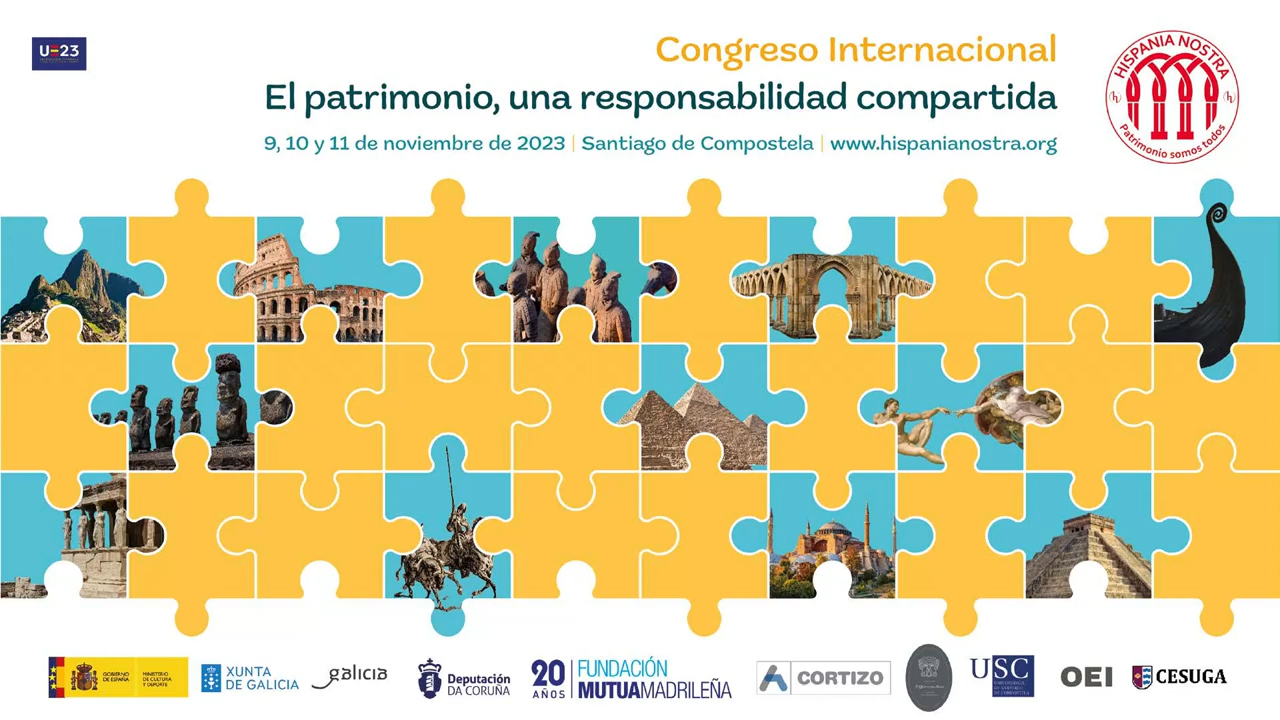 U=23
Congreso Internacional
El patrimonio, una responsabilidad compartida
9, 10 y 11 de noviembre de 2023 | Santiago de Compostela | www.hispanianostra.org
HISPANIA NOSTRA
Patrimonio somos todos
GOBIERNO
DE ESPAÑA
MINISTERIO
DE CULTURA
Y DEPORTE
XUNTA
DE GALICIA
galicia
Deputación
DA CORUÑA
20
AÑOS
FUNDACIÓN
MUTUAMADRILEÑA
CORTIZO
USC
OEI
CESUGA